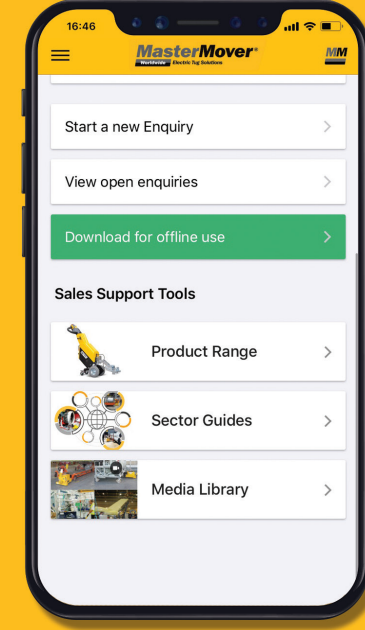 16:46
MasterMover®
Worldwide Electric Tug Solutions
MM
Start a new Enquiry
View open enquiries
Download for offline use
Sales Support Tools
Product Range
Sector Guides
Media Library